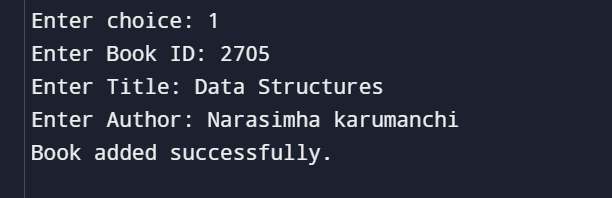 Enter choice: 1
Enter Book ID: 2705
Enter Title: Data Structures
Enter Author: Narasimha karumanchi
Book added successfully.